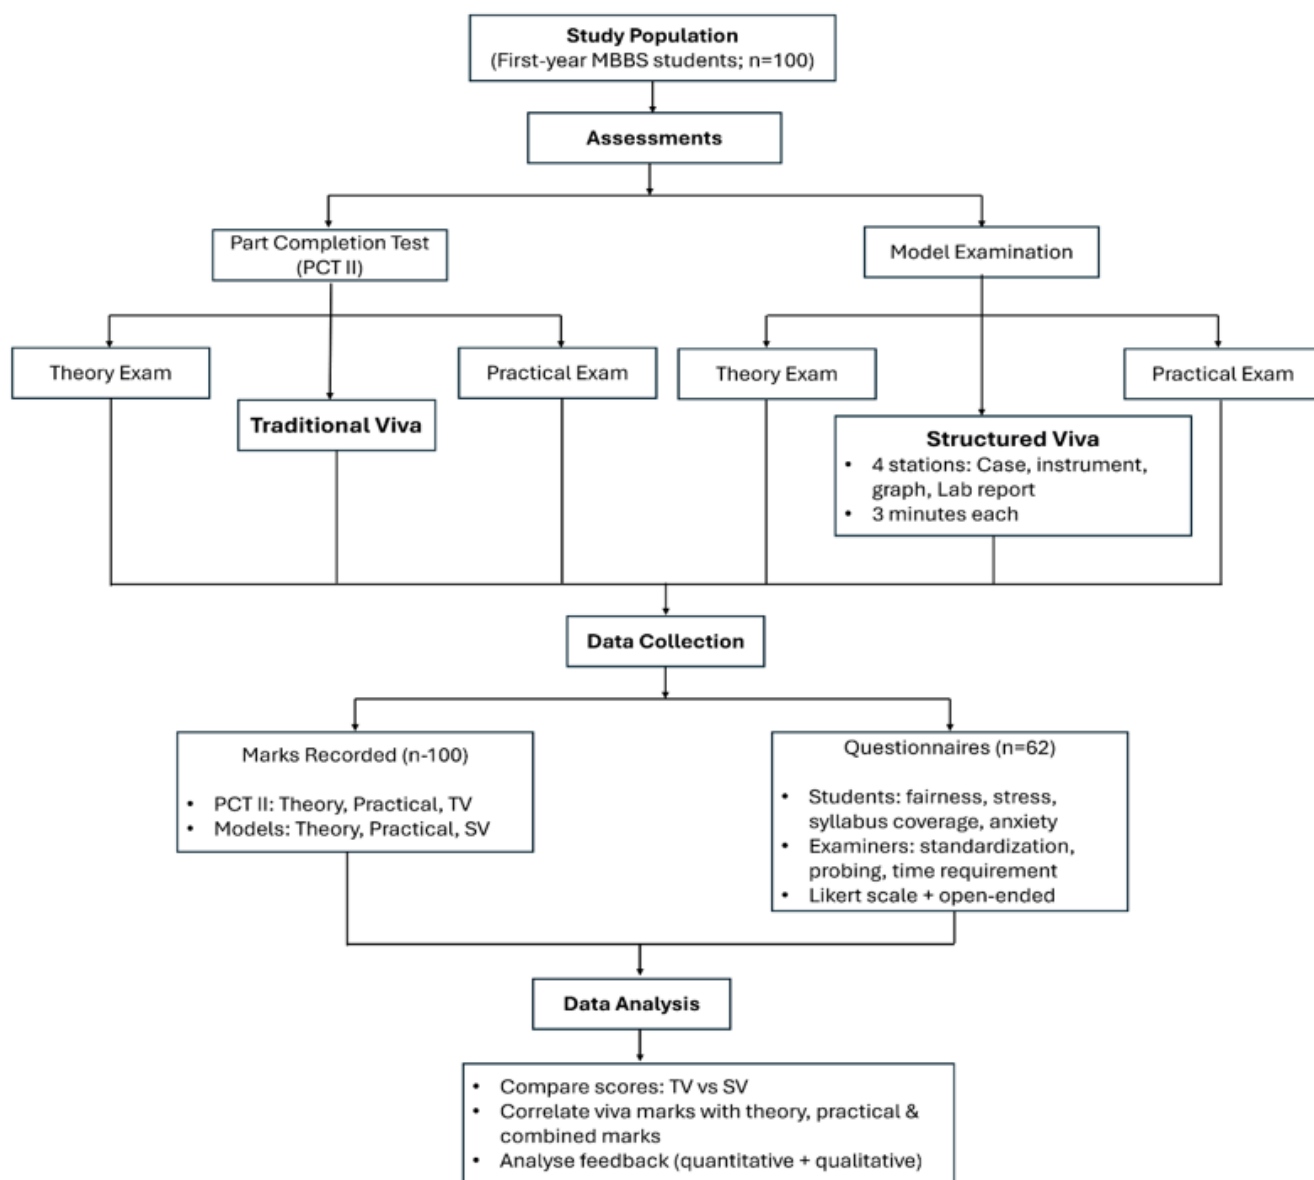 Study Population
(First-year MBBS students; n=100)
Assessments
Part Completion Test
(PCT II)
Model Examination
Theory Exam
Practical Exam
Theory Exam
Practical Exam
Traditional Viva
Structured Viva
• 4 stations: Case, instrument,
graph, Lab report
• 3 minutes each
Data Collection
Marks Recorded (n-100)
• PCT II: Theory, Practical, TV
• Models: Theory, Practical, SV
Questionnaires (n=62)
• Students: fairness, stress,
syllabus coverage, anxiety
• Examiners: standardization,
probing, time requirement
• Likert scale + open-ended
Data Analysis
• Compare scores: TV vs SV
• Correlate viva marks with theory, practical &
combined marks
• Analyse feedback (quantitative + qualitative)